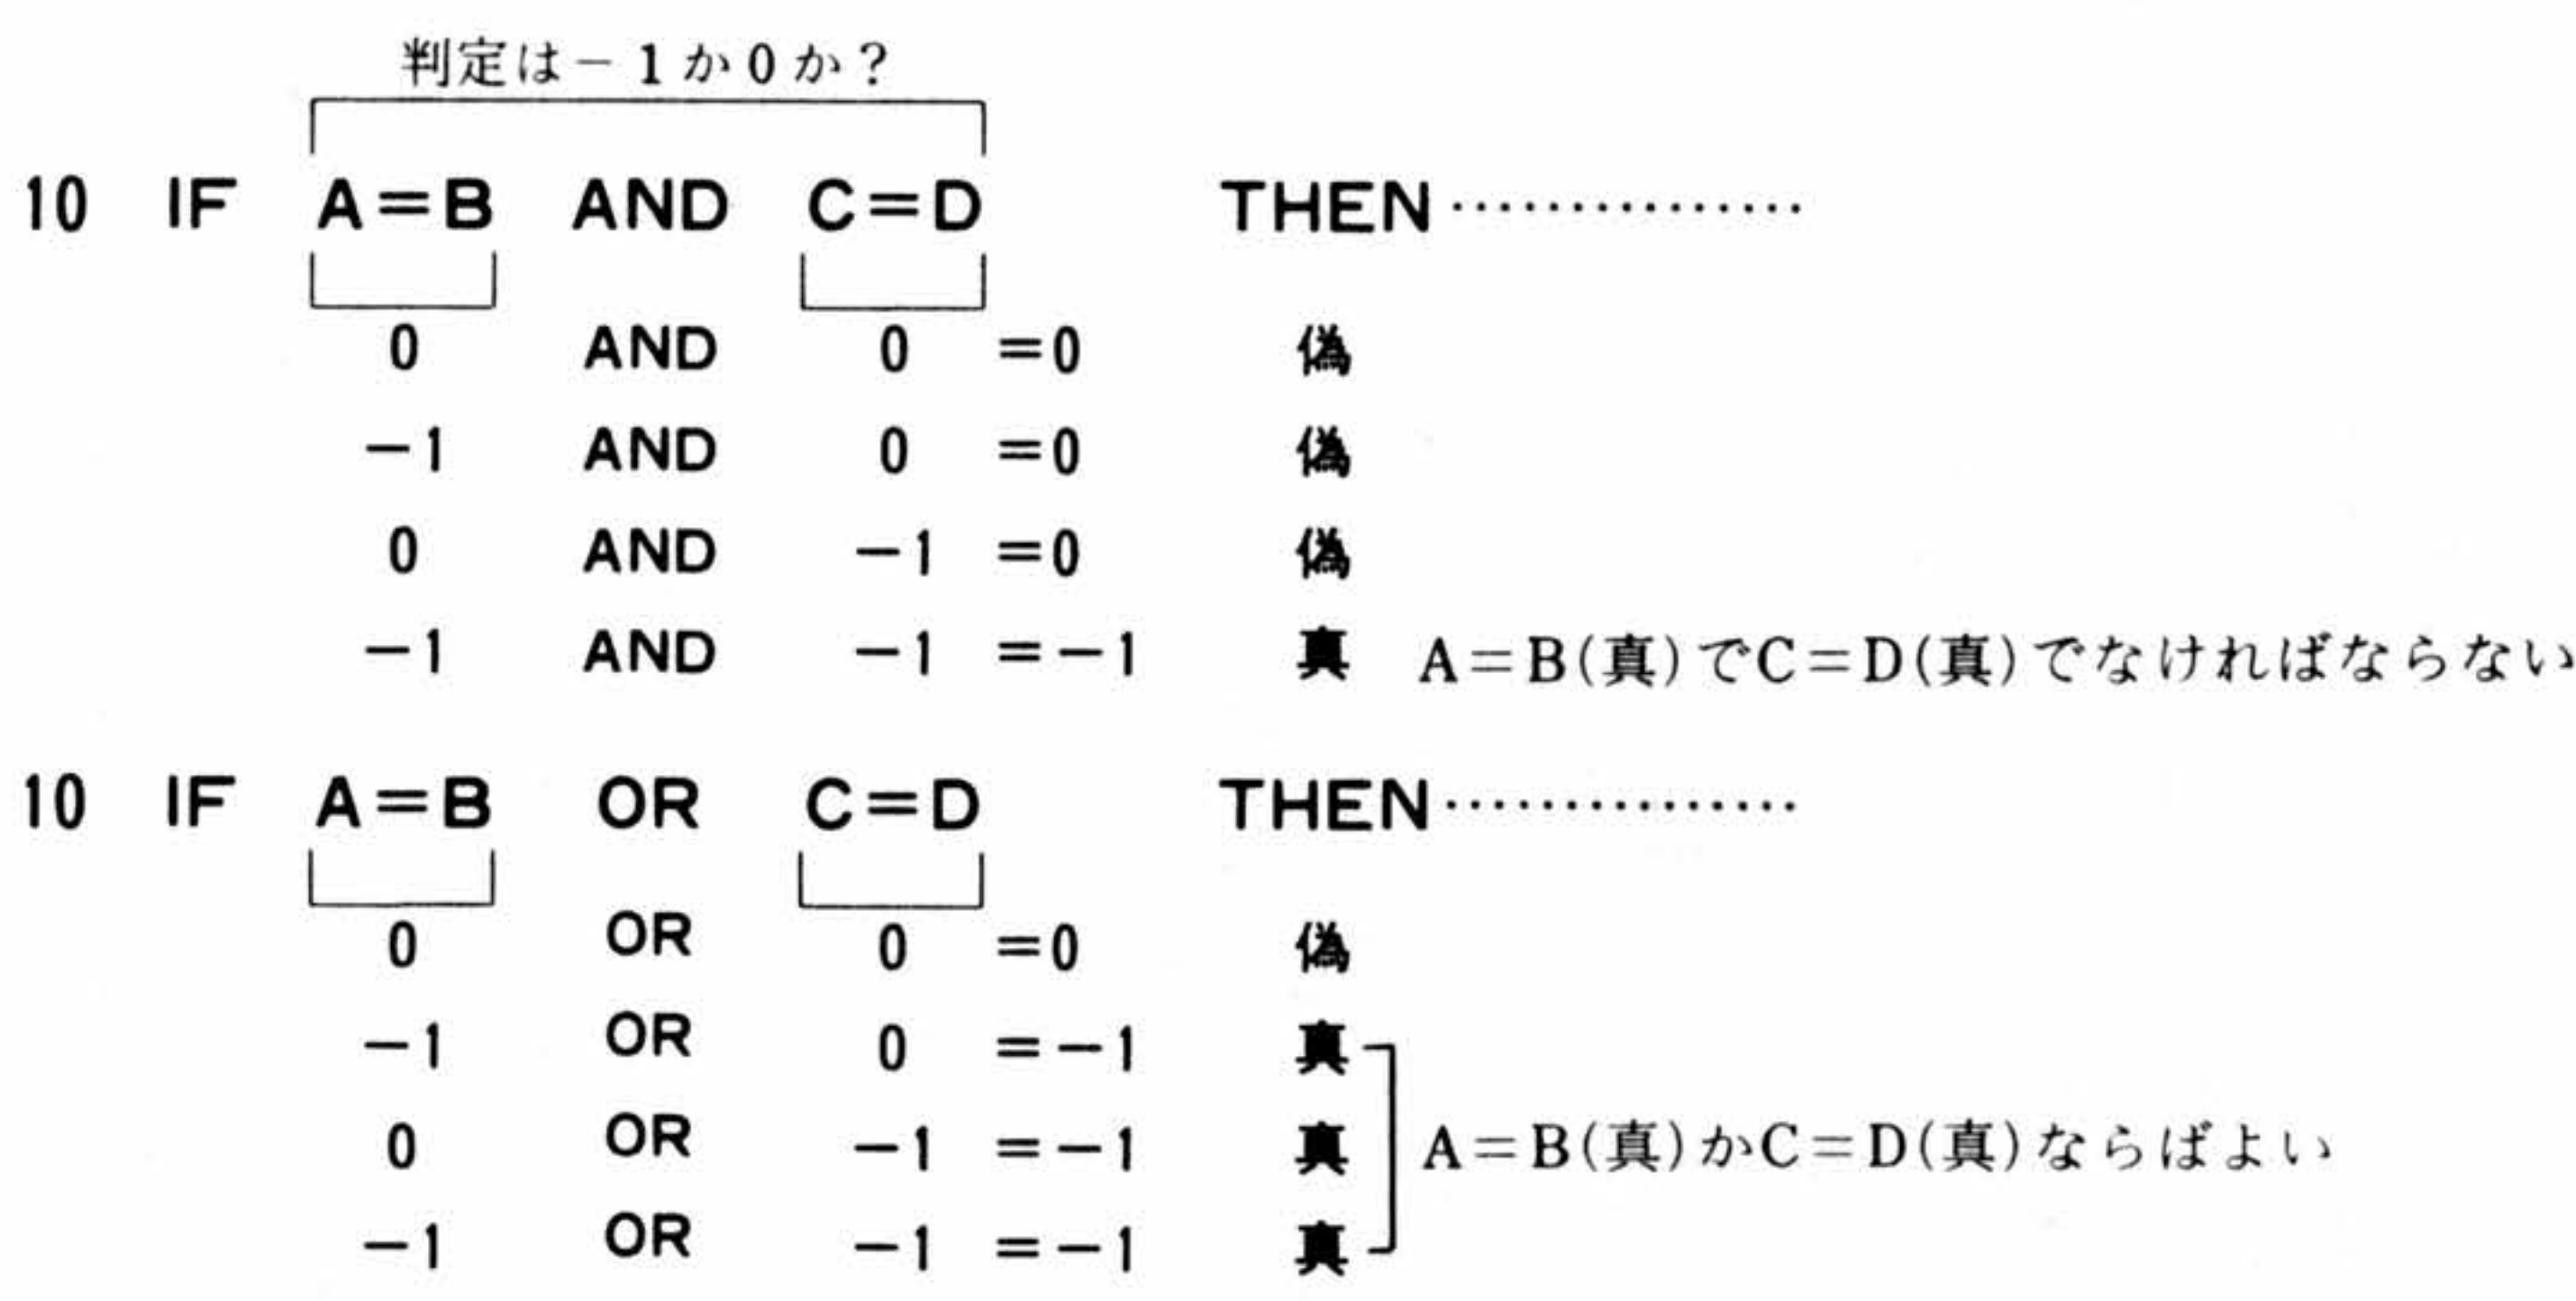 判定は－1か0か？
10 IF A＝B AND C＝D THEN ……………
0 AND 0 ＝0 偽
－1 AND 0 ＝0 偽
0 AND －1 ＝0 偽
－1 AND －1 ＝－1 真 A＝B(真)でC＝D(真)でなければならない
10 IF A＝B OR C＝D THEN ……………
0 OR 0 ＝0 偽
－1 OR 0 ＝－1 真
0 OR －1 ＝－1 真 A＝B(真)かC＝D(真)ならばよい
－1 OR －1 ＝－1 真